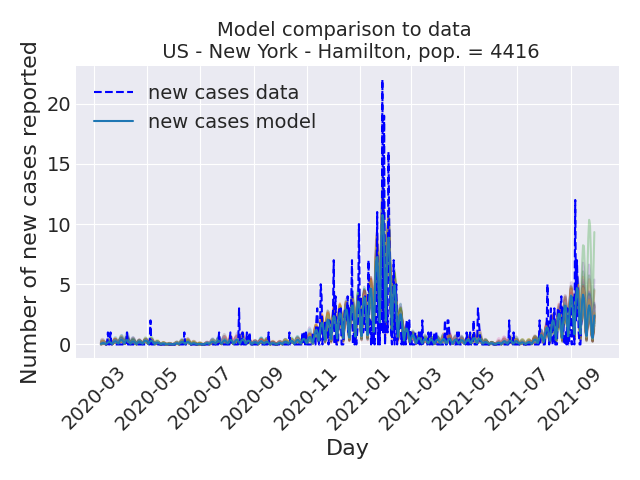 Model comparison to data
US - New York - Hamilton, pop. = 4416
Number of new cases reported
20
15
10
5
0
new cases data
new cases model
2020-03
2020-05
2020-07
2020-09
2020-11
2021-01
2021-03
2021-05
2021-07
2021-09
Day